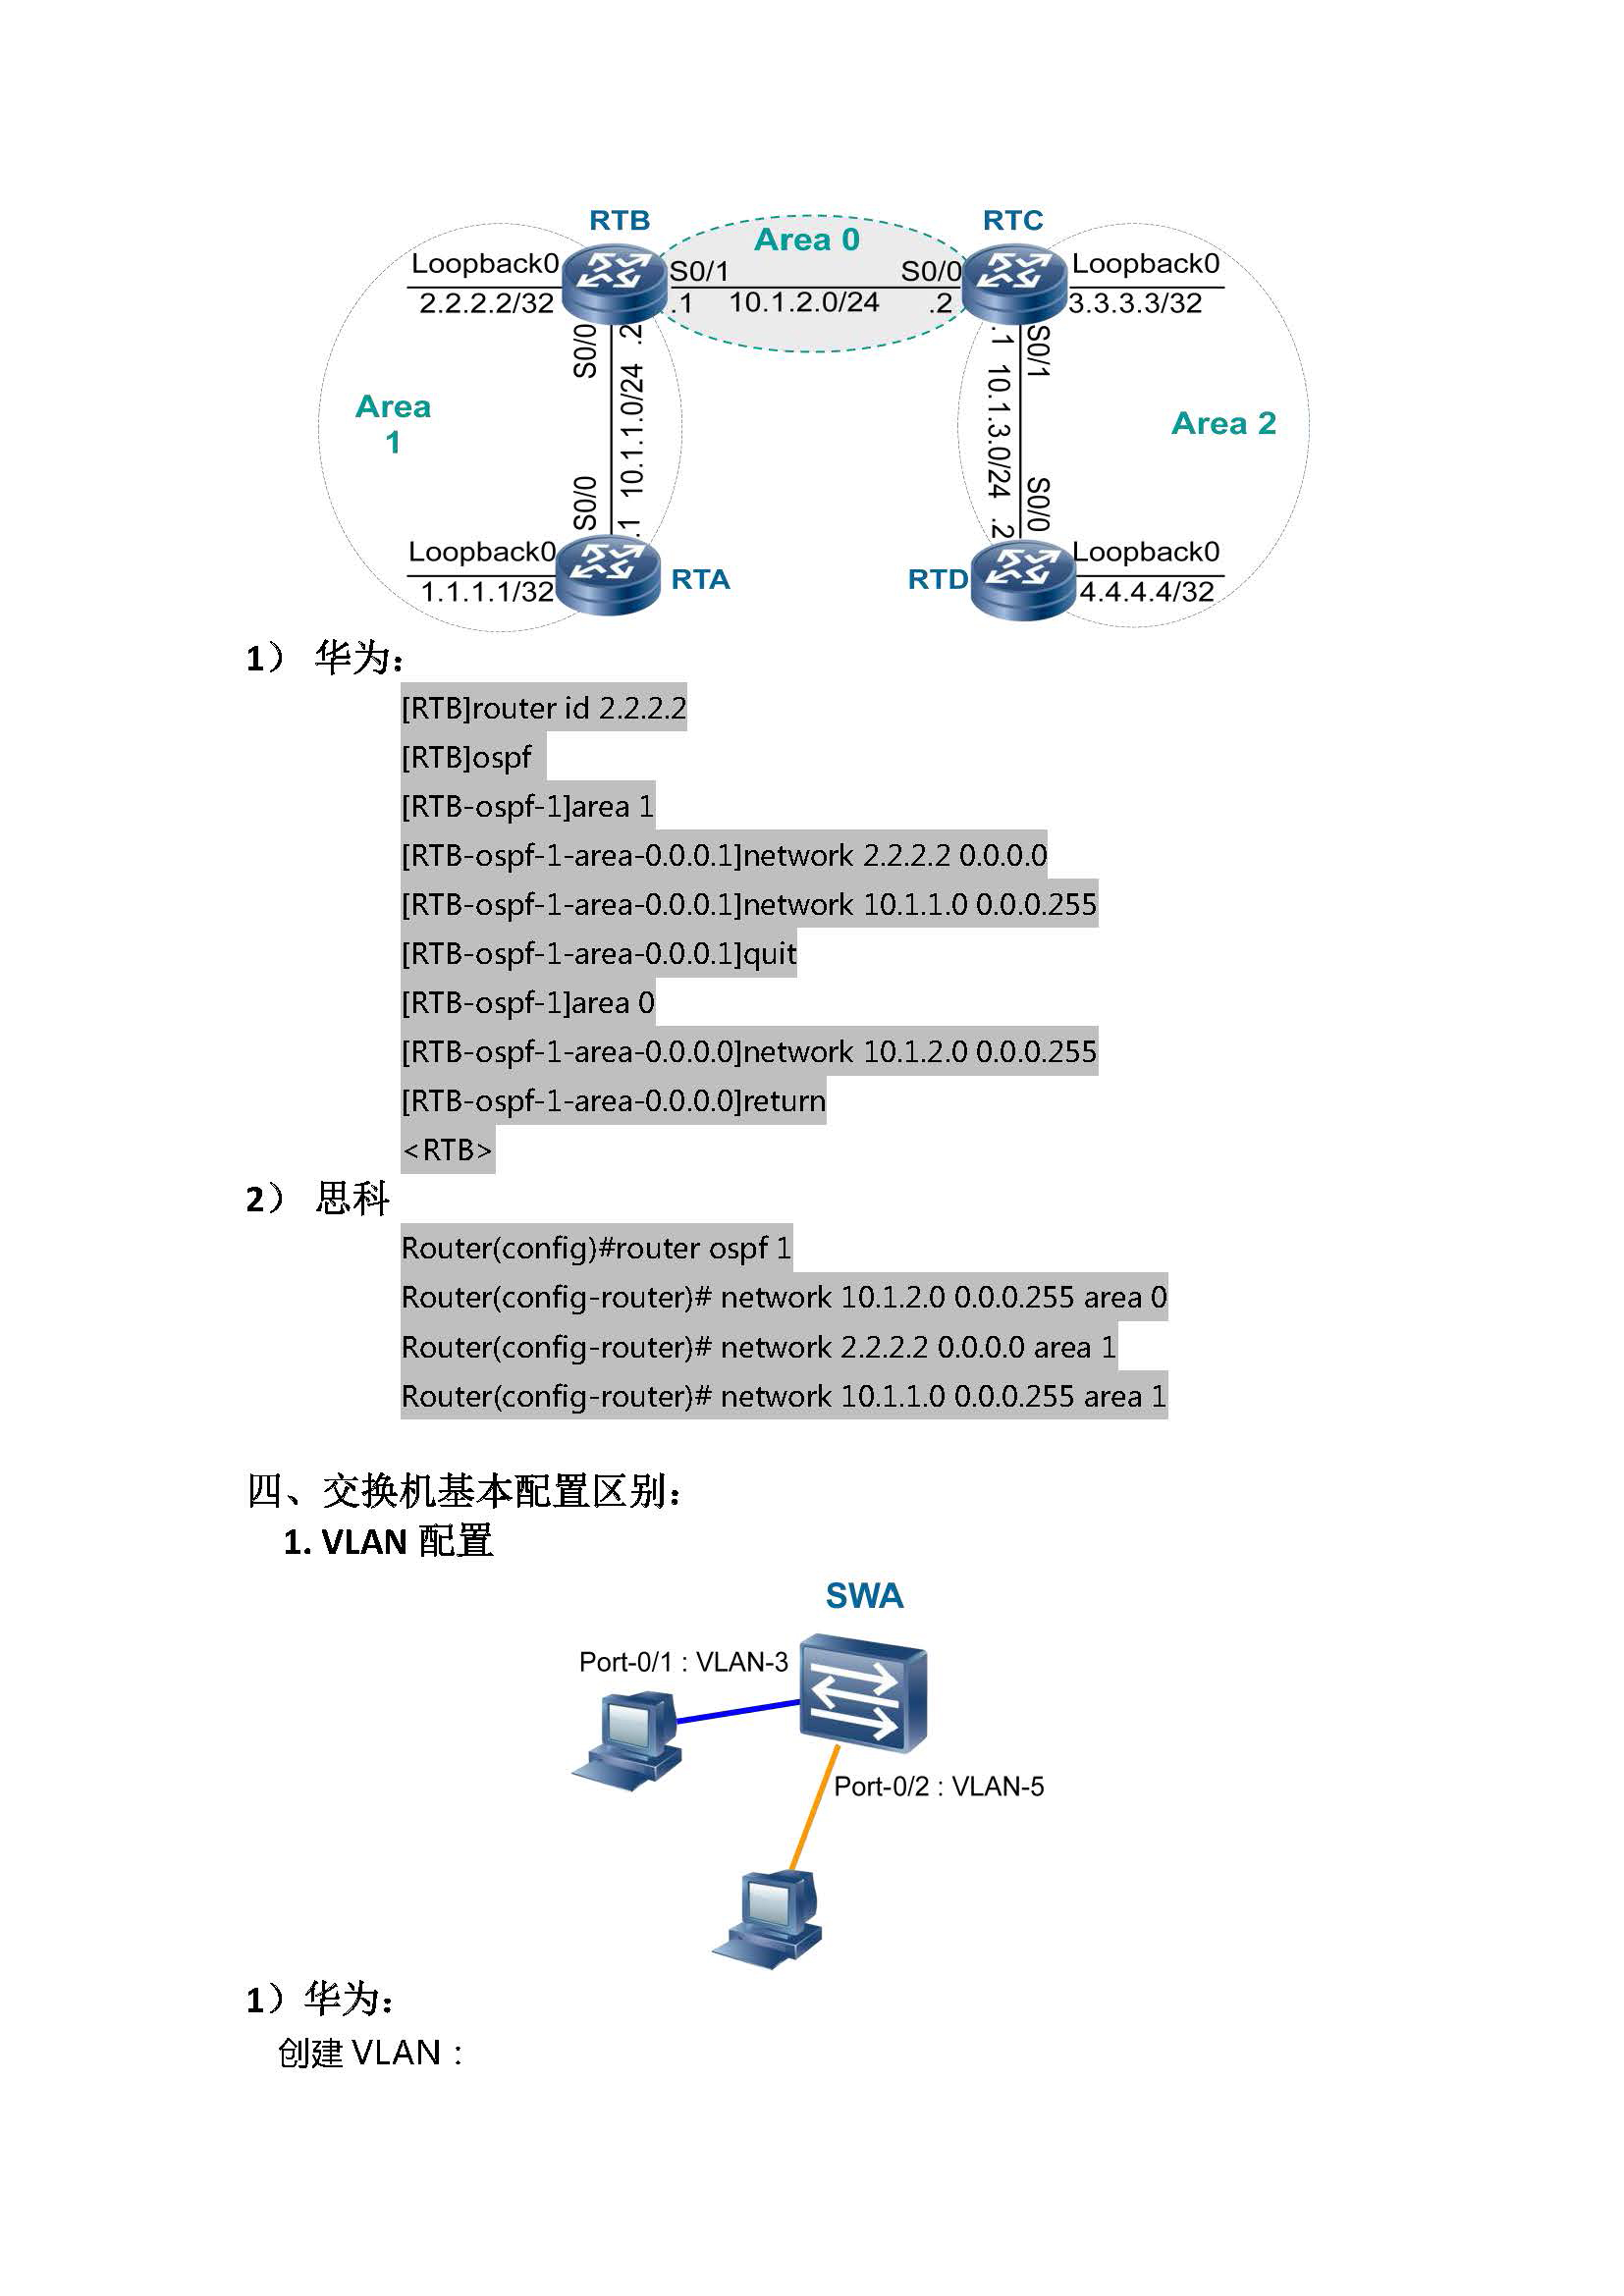 RTB
RTC
Area 0
Loopback0
S0/1
S0/0
Loopback0
2.2.2.2/32
.1
10.1.2.0/24
.2
3.3.3.3/32
S0/0
.2
.1
S0/1
10.1.1.0/24
10.1.3.0/24
Area
1
Area 2
S0/0
.1
.2
S0/0
Loopback0
Loopback0
RTA
RTD
1.1.1.1/32
4.4.4.4/32
1） 华为：
[RTB]router id 2.2.2.2
[RTB]ospf
[RTB-ospf-1]area 1
[RTB-ospf-1-area-0.0.0.1]network 2.2.2.2 0.0.0.0
[RTB-ospf-1-area-0.0.0.1]network 10.1.1.0 0.0.0.255
[RTB-ospf-1-area-0.0.0.1]quit
[RTB-ospf-1]area 0
[RTB-ospf-1-area-0.0.0.0]network 10.1.2.0 0.0.0.255
[RTB-ospf-1-area-0.0.0.0]return
<RTB>
2） 思科
Router(config)#router ospf 1
Router(config-router)# network 10.1.2.0 0.0.0.255 area 0
Router(config-router)# network 2.2.2.2 0.0.0.0 area 1
Router(config-router)# network 10.1.1.0 0.0.0.255 area 1
四、交换机基本配置区别：
1. VLAN 配置
SWA
Port-0/1 : VLAN-3
Port-0/2 : VLAN-5
1）华为：
创建 VLAN：